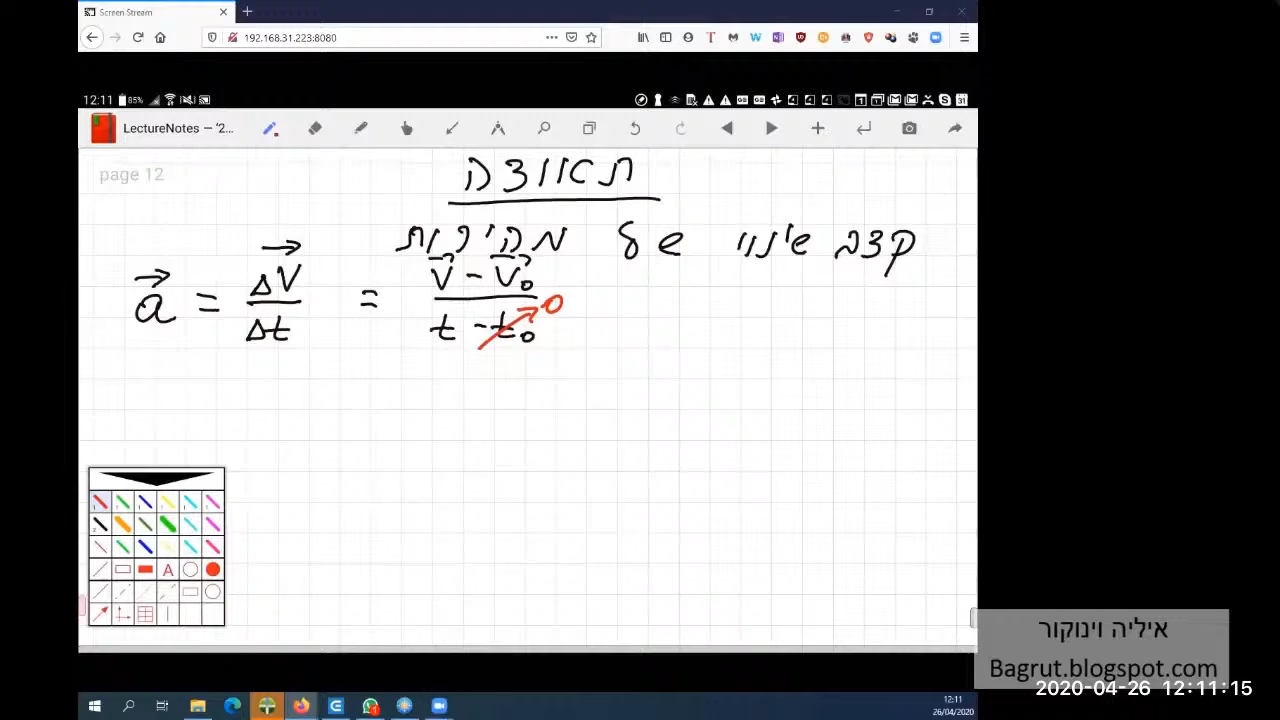 Screen Stream
192.168.31.223:8080
12:11 85%
LectureNotes — ‘2...
page 12
תאוצה
קצב שינוי של מהירות
a = ΔV/Δt = (V - V₀)/(t - t₀) 0
איליה וינוקור
Bagrut.blogspot.com
2020-04-26 12:11:15
12:11
26/04/2020